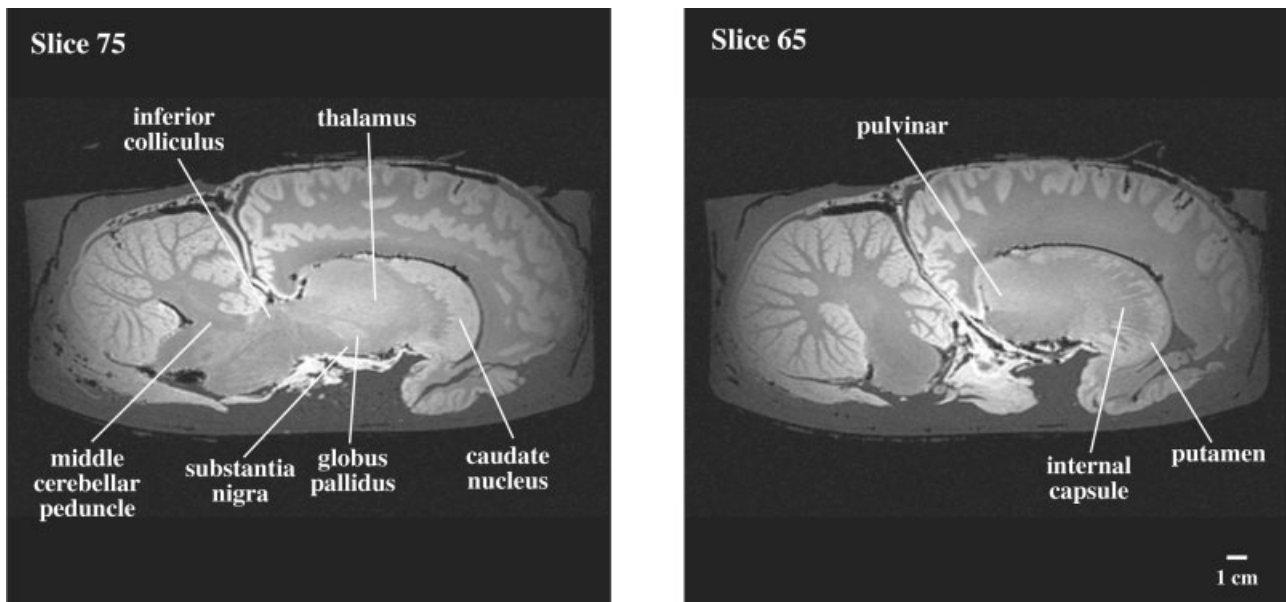 Slice 75
inferior
colliculus
thalamus
middle
cerebellar
peduncle
substantia
nigra
globus
pallidus
caudate
nucleus
Slice 65
pulvinar
internal
capsule
putamen
1 cm